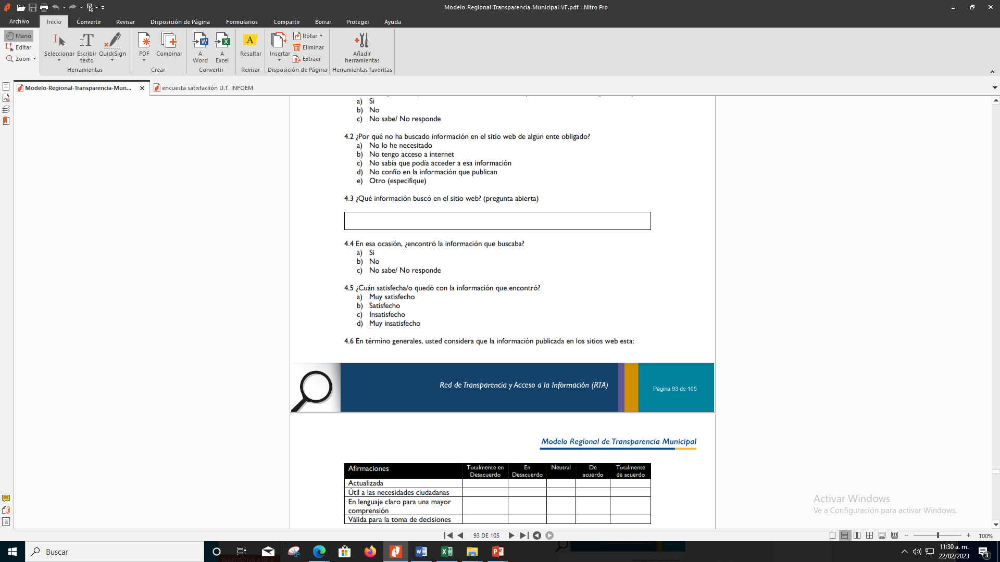 Modelo-Regional-Transparencia-Municipal-VF.pdf - Nitro Pro
Archivo Inicio Convertir Revisar Disposición de Página Formularios Compartir Borrar Proteger Ayuda
Mano
Editar
Zoom
Seleccionar Escribir texto QuickSign
Herramientas
PDF Combinar
Crear
A Word A Excel
Convertir
Resaltar
Revisar
Insertar Rotar
Eliminar
Extraer
Disposición de Página
Añadir herramientas
Herramientas favoritas
Modelo-Regional-Transparencia-Mun... encuesta satisfaciión U.T. INFOEM
a) Si
b) No
c) No sabe/ No responde
4.2 ¿Por qué no ha buscado información en el sitio web de algún ente obligado?
a) No lo he necesitado
b) No tengo acceso a internet
c) No sabía que podía acceder a esa información
d) No confío en la información que publican
e) Otro (especifique)
4.3 ¿Qué información buscó en el sitio web? (pregunta abierta)
4.4 En esa ocasión, ¿encontró la información que buscaba?
a) Si
b) No
c) No sabe/ No responde
4.5 ¿Cuán satisfecha/o quedó con la información que encontró?
a) Muy satisfecho
b) Satisfecho
c) Insatisfecho
d) Muy insatisfecho
4.6 En término generales, usted considera que la información publicada en los sitios web esta:
Red de Transparencia y Acceso a la Información (RTA)
Página 93 de 105
Modelo Regional de Transparencia Municipal
Afirmaciones Totalmente en Desacuerdo En Desacuerdo Neutral De acuerdo Totalmente de acuerdo
Actualizada
Útil a las necesidades ciudadanas
En lenguaje claro para una mayor
comprensión
Válida para la toma de decisiones
Activar Windows
Ve a Configuración para activar Windows.
93 DE 105
100%
Buscar
DIAPOSITIVA 4 DE 4
11:30 a. m.
22/02/2023
3